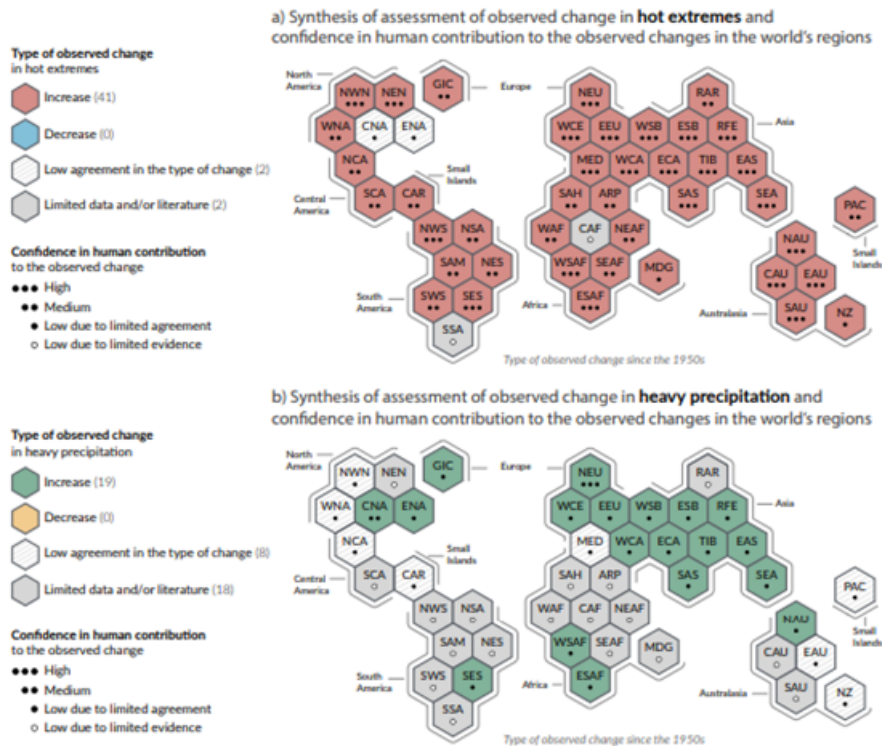 a) Synthesis of assessment of observed change in hot extremes and
confidence in human contribution to the observed changes in the world's regions
Type of observed change
in hot extremes
Increase (41)
Decrease (0)
Low agreement in the type of change (2)
Limited data and/or literature (2)
Confidence in human contribution
to the observed change
High
Medium
Low due to limited agreement
Low due to limited evidence
North
America
NWN NEN GIC
WNA CNA ENA
NCA
Small
Islands
Central
America
SCA CAR
NWS NSA
SAM NES
South
America
SWS SES
SSA
Europe
NEU RAR
Asia
WCE EEU WSB ESB RFE
MED WCA ECA TIB EAS
SAH ARP SAS SEA
WAF CAF NEAF
WSAF SEAF MDG
Africa
ESAF
PAC
Small
Islands
NAU
CAU EAU
Australasia
SAU NZ
Type of observed change since the 1950s
b) Synthesis of assessment of observed change in heavy precipitation and
confidence in human contribution to the observed changes in the world's regions
Type of observed change
in heavy precipitation
Increase (19)
Decrease (0)
Low agreement in the type of change (8)
Limited data and/or literature (18)
Confidence in human contribution
to the observed change
High
Medium
Low due to limited agreement
Low due to limited evidence
North
America
NWN NEN GIC
WNA CNA ENA
NCA
Small
Islands
Central
America
SCA CAR
NWS NSA
SAM NES
South
America
SWS SES
SSA
Europe
NEU RAR
Asia
WCE EEU WSB ESB RFE
MED WCA ECA TIB EAS
SAH ARP SAS SEA
WAF CAF NEAF
WSAF SEAF MDG
Africa
ESAF
PAC
Small
Islands
NAU
CAU EAU
Australasia
SAU NZ
Type of observed change since the 1950s